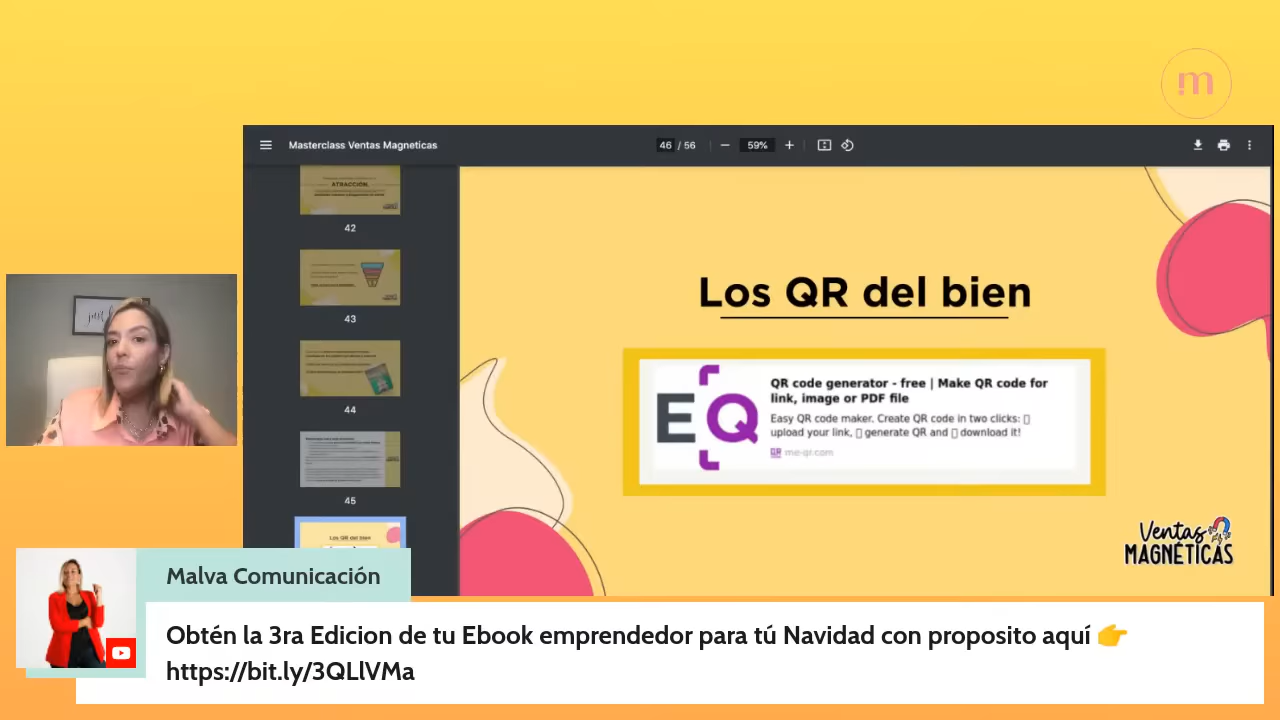 m
Masterclass Ventas Magneticas
46 / 56
59%
ATRACCIÓN,
42
43
44
45
Los QR del bien
Los QR del bien
QR code generator - free | Make QR code for
link, image or PDF file
EQ
Easy QR code maker. Create QR code in two clicks:
upload your link, generate QR and download it!
QR me-qr.com
Ventas
MAGNÉTICAS
Malva Comunicación
Obtén la 3ra Edicion de tu Ebook emprendedor para tú Navidad con proposito aquí 👉
https://bit.ly/3QLlVMa